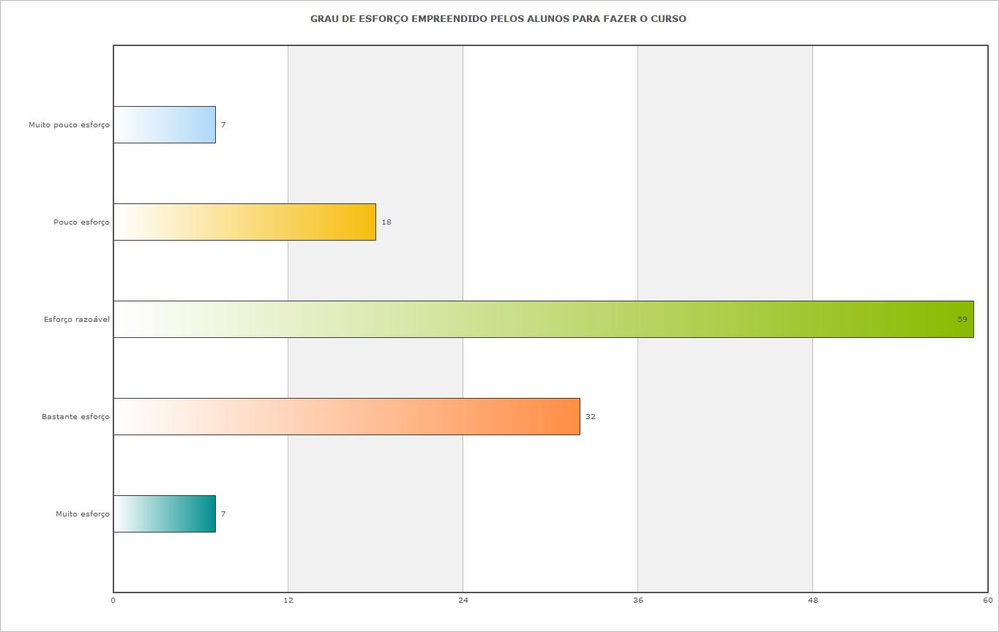 GRAU DE ESFORÇO EMPREENDIDO PELOS ALUNOS PARA FAZER O CURSO
Muito pouco esforço 7
Pouco esforço 18
Esforço razoável 59
Bastante esforço 32
Muito esforço 7
0 12 24 36 48 60